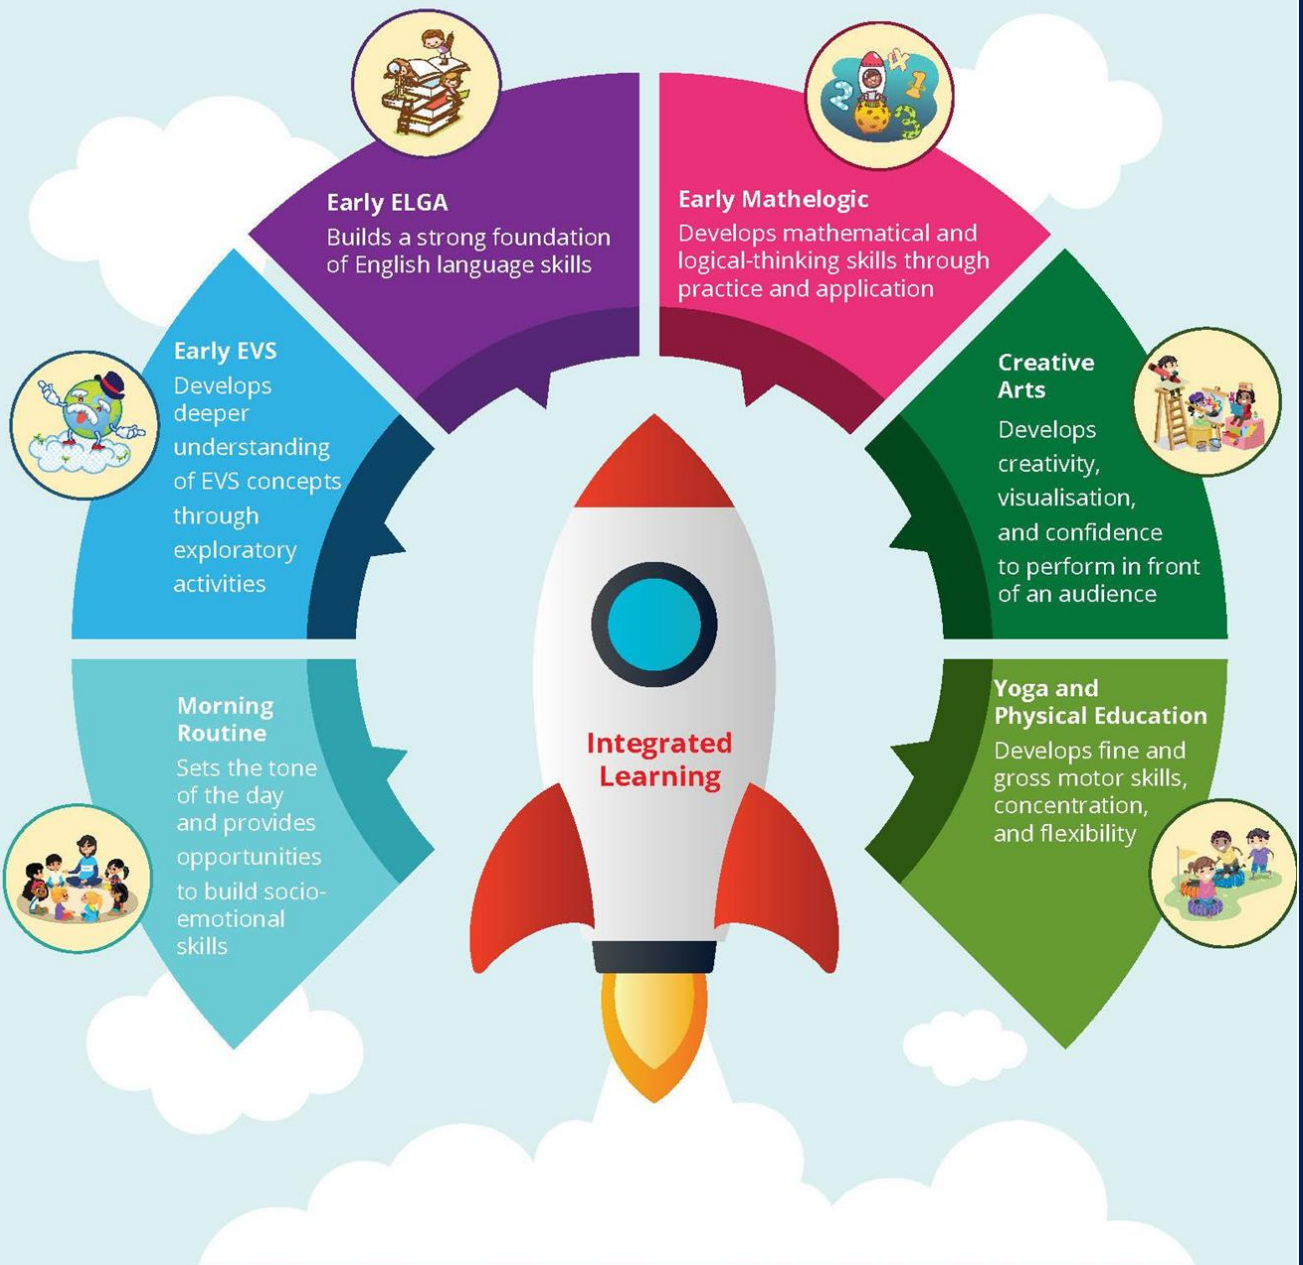 Early ELGA
Builds a strong foundation
of English language skills
Early Mathelogic
Develops mathematical and
logical-thinking skills through
practice and application
Early EVS
Develops
deeper
understanding
of EVS concepts
through
exploratory
activities
Creative
Arts
Develops
creativity,
visualisation,
and confidence
to perform in front
of an audience
Morning
Routine
Sets the tone
of the day
and provides
opportunities
to build socio-
emotional
skills
Integrated
Learning
Yoga and
Physical Education
Develops fine and
gross motor skills,
concentration,
and flexibility
2
4
1
3